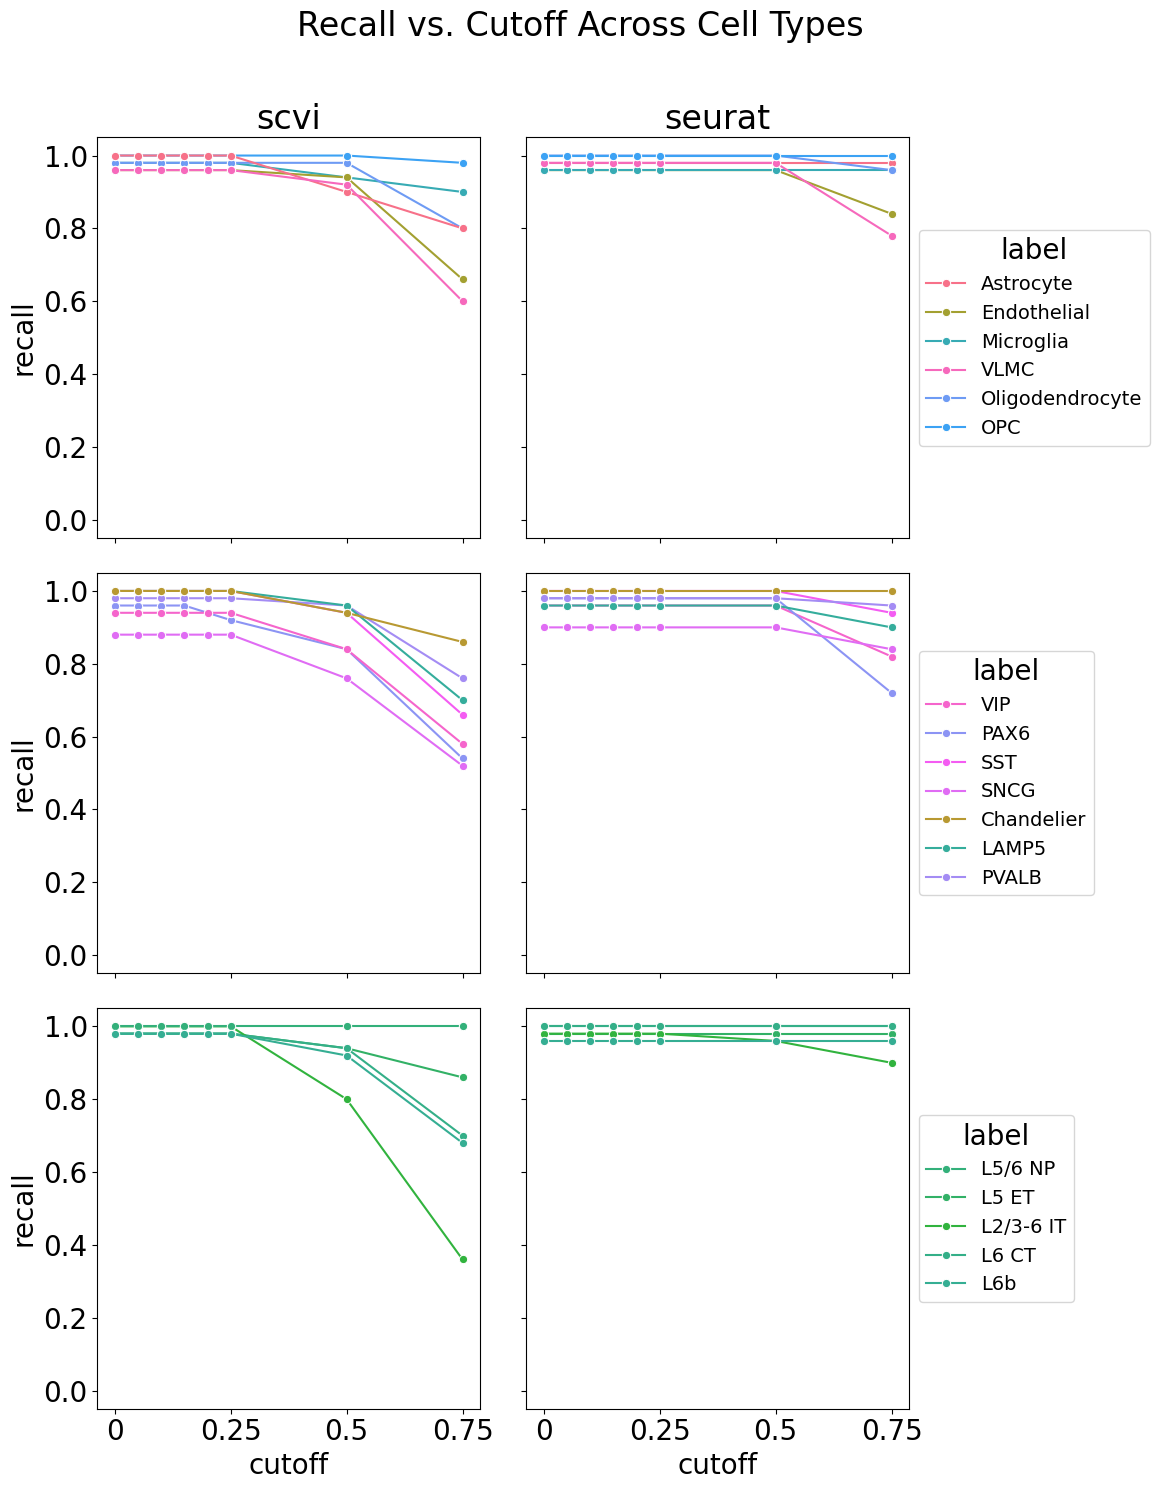 Recall vs. Cutoff Across Cell Types
scvi
seurat
recall
1.0
0.8
0.6
0.4
0.2
0.0
label
Astrocyte
Endothelial
Microglia
VLMC
Oligodendrocyte
OPC
recall
1.0
0.8
0.6
0.4
0.2
0.0
label
VIP
PAX6
SST
SNCG
Chandelier
LAMP5
PVALB
recall
1.0
0.8
0.6
0.4
0.2
0.0
label
L5/6 NP
L5 ET
L2/3-6 IT
L6 CT
L6b
0 0.25 0.5 0.75
cutoff
0 0.25 0.5 0.75
cutoff